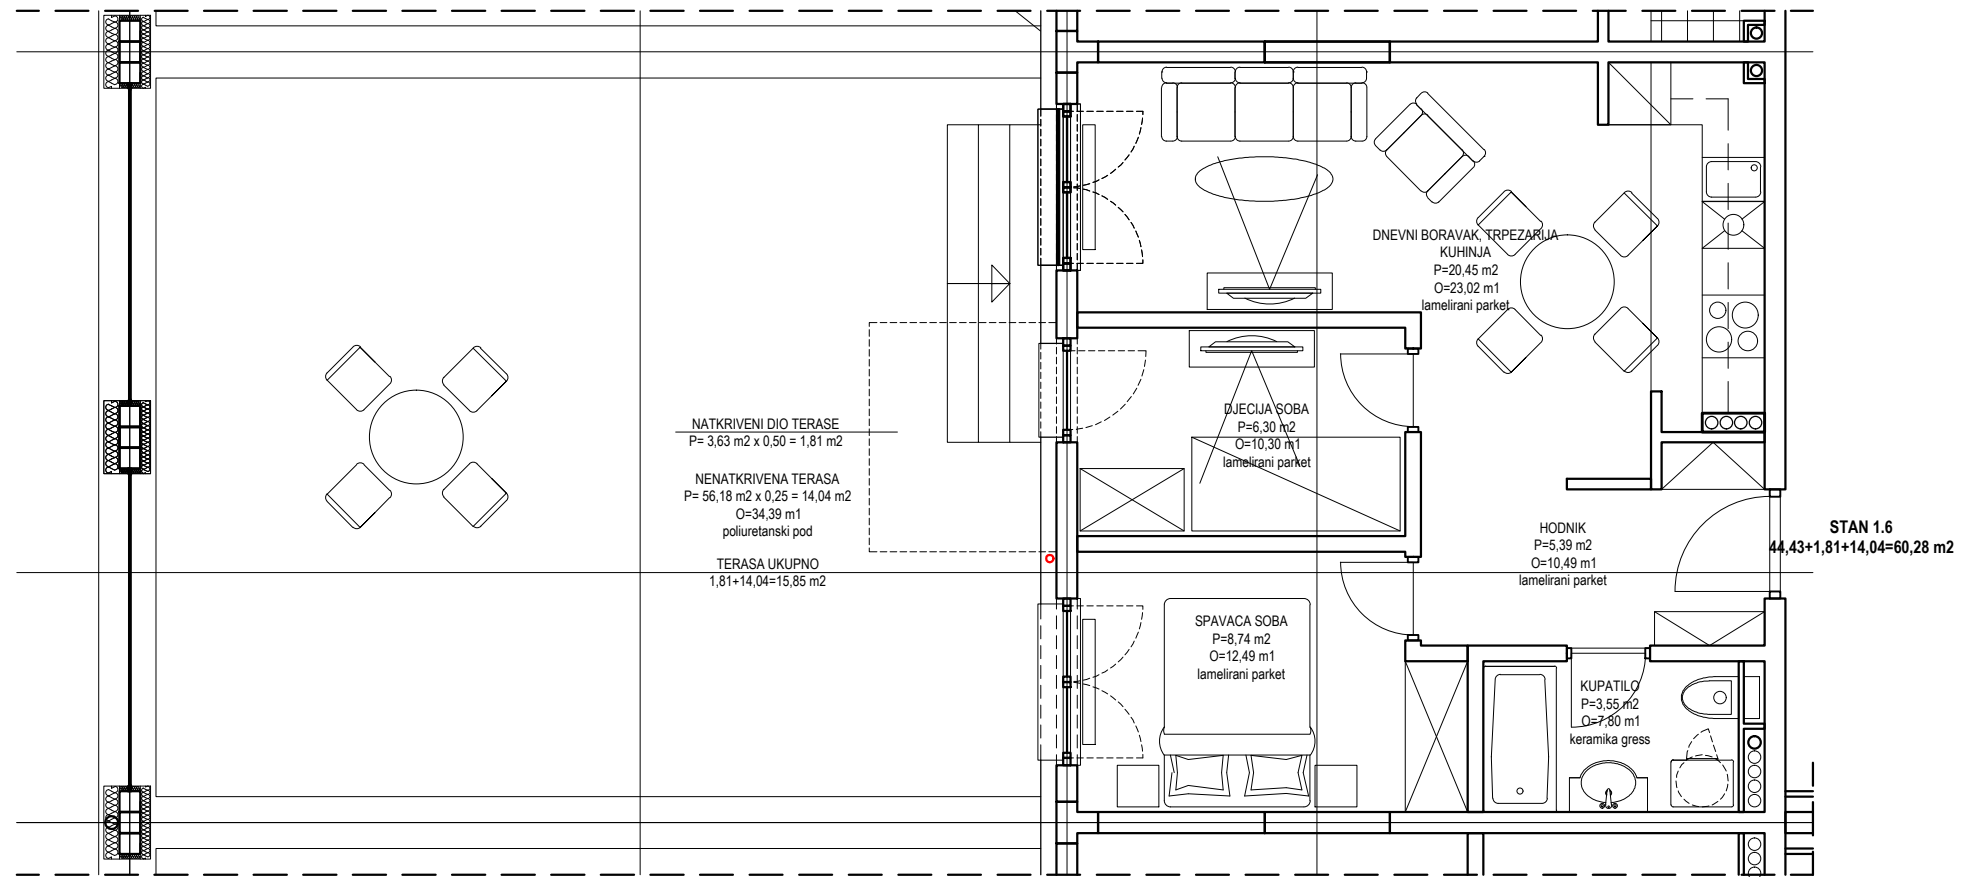 NATKRIVENI DIO TERASE
P= 3,63 m2 x 0,50 = 1,81 m2
NENATKRIVENA TERASA
P= 56,18 m2 x 0,25 = 14,04 m2
O=34,39 m1
poliuretanski pod
TERASA UKUPNO
1,81+14,04=15,85 m2
DNEVNI BORAVAK, TRPEZARIJA
KUHINJA
P=20,45 m2
O=23,02 m1
lamelirani parket
DJECIJA SOBA
P=6,30 m2
O=10,30 m1
lamelirani parket
SPAVACA SOBA
P=8,74 m2
O=12,49 m1
lamelirani parket
HODNIK
P=5,39 m2
O=10,49 m1
lamelirani parket
KUPATILO
P=3,55 m2
O=7,80 m1
keramika gress
STAN 1.6
44,43+1,81+14,04=60,28 m2